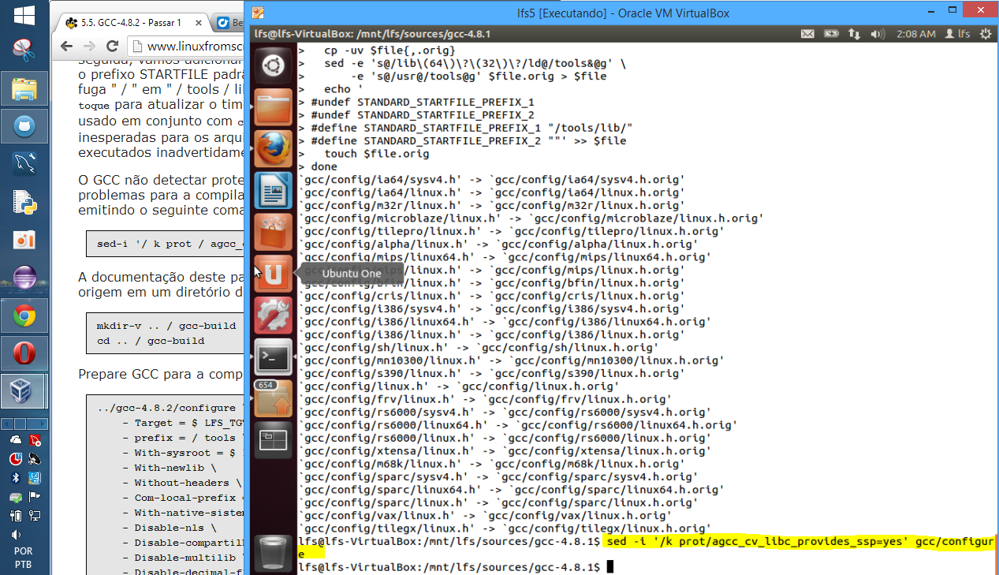 5.5. GCC-4.8.2 - Passar 1
Be
www.linuxfromscr
seguida, vamos adicionar
o prefixo STARTFILE padrã
fuga " / " em " / tools / lib
toque para atualizar o tim
usado em conjunto com
inesperadas para os arqui
executados inadvertidame
O GCC não detectar prote
problemas para a compila
emitindo o seguinte coma
sed-i '/ k prot / agcc_
A documentação deste pa
origem em um diretório d
mkdir-v .. / gcc-build
cd .. / gcc-build
Prepare GCC para a comp
../gcc-4.8.2/configure
- Target = $ LFS_TGT
- prefix = / tools
- With-sysroot = $
- With-newlib \
- Without-headers \
- Com-local-prefix =
- With-native-sistem
- Disable-nls \
- Disable-compartil
- Disable-multilib
- Disable-decimal-f
POR
PTB
lfs5 [Executando] - Oracle VM VirtualBox
lfs@lfs-VirtualBox: /mnt/lfs/sources/gcc-4.8.1
2:08 AM
lfs
654
Ubuntu One
>   cp -uv $file{,.orig}
>   sed -e 's@/lib\(64\)\?\(32\)\?/ld@/tools&@g' \
>       -e 's@/usr@/tools@g' $file.orig > $file
>   echo '
> #undef STANDARD_STARTFILE_PREFIX_1
> #undef STANDARD_STARTFILE_PREFIX_2
> #define STANDARD_STARTFILE_PREFIX_1 "/tools/lib/"
> #define STANDARD_STARTFILE_PREFIX_2 ""' >> $file
>   touch $file.orig
> done
`gcc/config/ia64/sysv4.h' -> `gcc/config/ia64/sysv4.h.orig'
`gcc/config/ia64/linux.h' -> `gcc/config/ia64/linux.h.orig'
`gcc/config/m32r/linux.h' -> `gcc/config/m32r/linux.h.orig'
`gcc/config/microblaze/linux.h' -> `gcc/config/microblaze/linux.h.orig'
`gcc/config/tilepro/linux.h' -> `gcc/config/tilepro/linux.h.orig'
`gcc/config/alpha/linux.h' -> `gcc/config/alpha/linux.h.orig'
`gcc/config/mips/linux64.h' -> `gcc/config/mips/linux64.h.orig'
`gcc/config/mips/linux.h' -> `gcc/config/mips/linux.h.orig'
`gcc/config/bfin/linux.h' -> `gcc/config/bfin/linux.h.orig'
`gcc/config/cris/linux.h' -> `gcc/config/cris/linux.h.orig'
`gcc/config/i386/sysv4.h' -> `gcc/config/i386/sysv4.h.orig'
`gcc/config/i386/linux64.h' -> `gcc/config/i386/linux64.h.orig'
`gcc/config/i386/linux.h' -> `gcc/config/i386/linux.h.orig'
`gcc/config/sh/linux.h' -> `gcc/config/sh/linux.h.orig'
`gcc/config/mn10300/linux.h' -> `gcc/config/mn10300/linux.h.orig'
`gcc/config/s390/linux.h' -> `gcc/config/s390/linux.h.orig'
`gcc/config/linux.h' -> `gcc/config/linux.h.orig'
`gcc/config/frv/linux.h' -> `gcc/config/frv/linux.h.orig'
`gcc/config/rs6000/sysv4.h' -> `gcc/config/rs6000/sysv4.h.orig'
`gcc/config/rs6000/linux64.h' -> `gcc/config/rs6000/linux64.h.orig'
`gcc/config/rs6000/linux.h' -> `gcc/config/rs6000/linux.h.orig'
`gcc/config/xtensa/linux.h' -> `gcc/config/xtensa/linux.h.orig'
`gcc/config/m68k/linux.h' -> `gcc/config/m68k/linux.h.orig'
`gcc/config/sparc/sysv4.h' -> `gcc/config/sparc/sysv4.h.orig'
`gcc/config/sparc/linux64.h' -> `gcc/config/sparc/linux64.h.orig'
`gcc/config/sparc/linux.h' -> `gcc/config/sparc/linux.h.orig'
`gcc/config/vax/linux.h' -> `gcc/config/vax/linux.h.orig'
`gcc/config/tilegx/linux.h' -> `gcc/config/tilegx/linux.h.orig'
lfs@lfs-VirtualBox:/mnt/lfs/sources/gcc-4.8.1$ sed -i '/k prot/agcc_cv_libc_provides_ssp=yes' gcc/configur
e
lfs@lfs-VirtualBox:/mnt/lfs/sources/gcc-4.8.1$